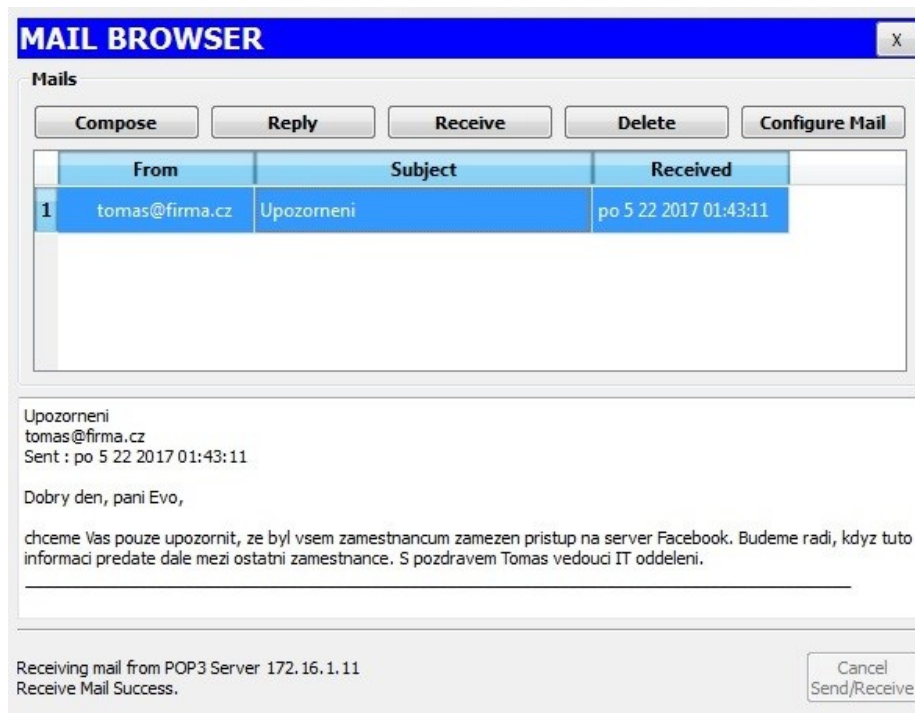 MAIL BROWSER
X
Mails
Compose Reply Receive Delete Configure Mail
From Subject Received
1 tomas@firma.cz Upozorneni po 5 22 2017 01:43:11
Upozorneni
tomas@firma.cz
Sent : po 5 22 2017 01:43:11
Dobry den, pani Evo,
chceme Vas pouze upozornit, ze byl vsem zamestnancum zamezen pristup na server Facebook. Budeme radi, kdyz tuto
informaci predate dale mezi ostatni zamestnance. S pozdravem Tomas vedouci IT oddeleni.
Receiving mail from POP3 Server 172.16.1.11
Receive Mail Success.
Cancel
Send/Receive